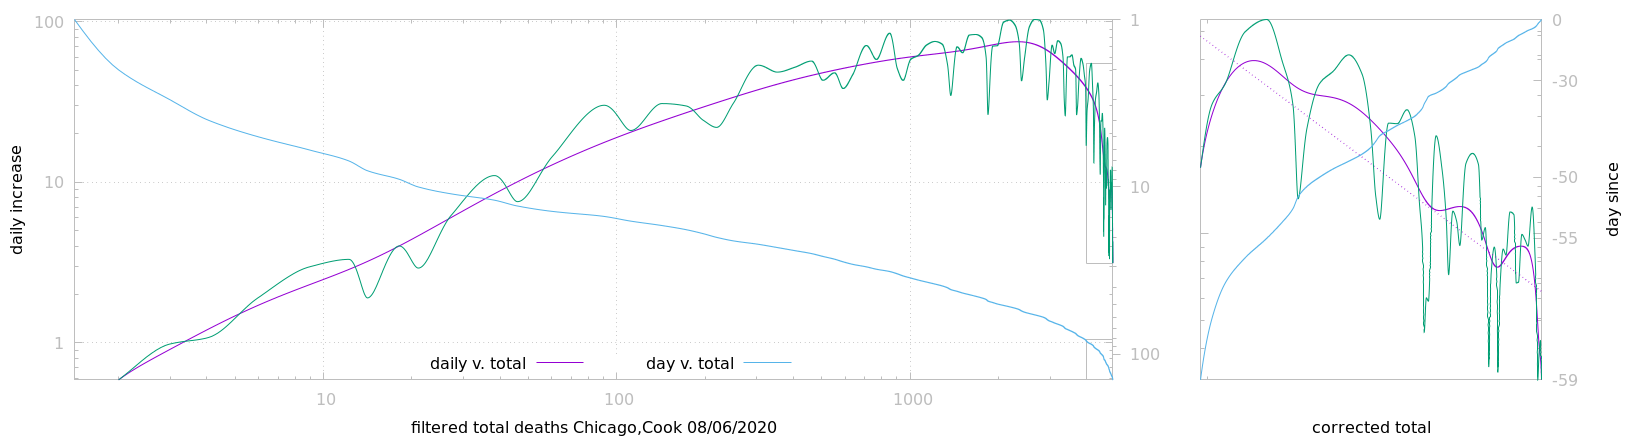 100
10
1
daily increase
10
100
1000
filtered total deaths Chicago,Cook 08/06/2020
daily v. total
day v. total
1
10
100
0
-30
-50
-55
-59
day since
corrected total